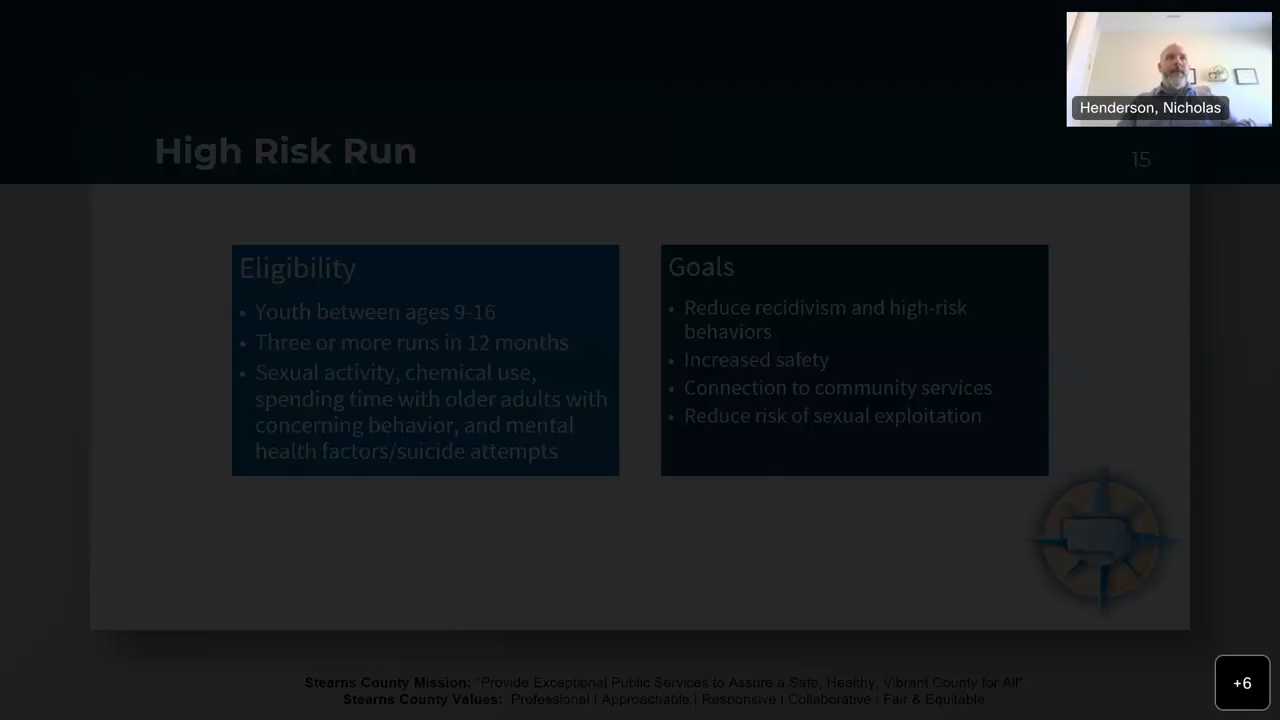 Henderson, Nicholas
High Risk Run
15
Eligibility
• Youth between ages 9-16
• Three or more runs in 12 months
• Sexual activity, chemical use,
spending time with older adults with
concerning behavior, and mental
health factors/suicide attempts
Goals
• Reduce recidivism and high-risk
behaviors
• Increased safety
• Connection to community services
• Reduce risk of sexual exploitation
Stearns County Mission: "Provide Exceptional Public Services to Assure a Safe, Healthy, Vibrant County for All"
Stearns County Values: Professional | Approachable | Responsive | Collaborative | Fair & Equitable
+6